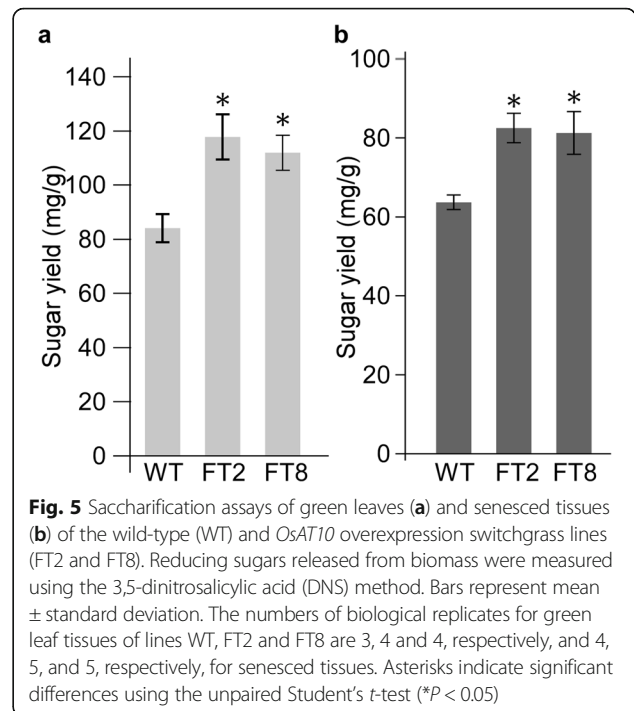 a
b
140
120
100
80
60
40
20
0
Sugar yield (mg/g)
* *
WT FT2 FT8
100
80
60
40
20
0
Sugar yield (mg/g)
* *
WT FT2 FT8
Fig. 5 Saccharification assays of green leaves (a) and senesced tissues
(b) of the wild-type (WT) and OsAT10 overexpression switchgrass lines
(FT2 and FT8). Reducing sugars released from biomass were measured
using the 3,5-dinitrosalicylic acid (DNS) method. Bars represent mean
± standard deviation. The numbers of biological replicates for green
leaf tissues of lines WT, FT2 and FT8 are 3, 4 and 4, respectively, and 4,
5, and 5, respectively, for senesced tissues. Asterisks indicate significant
differences using the unpaired Student's t-test (*P < 0.05)